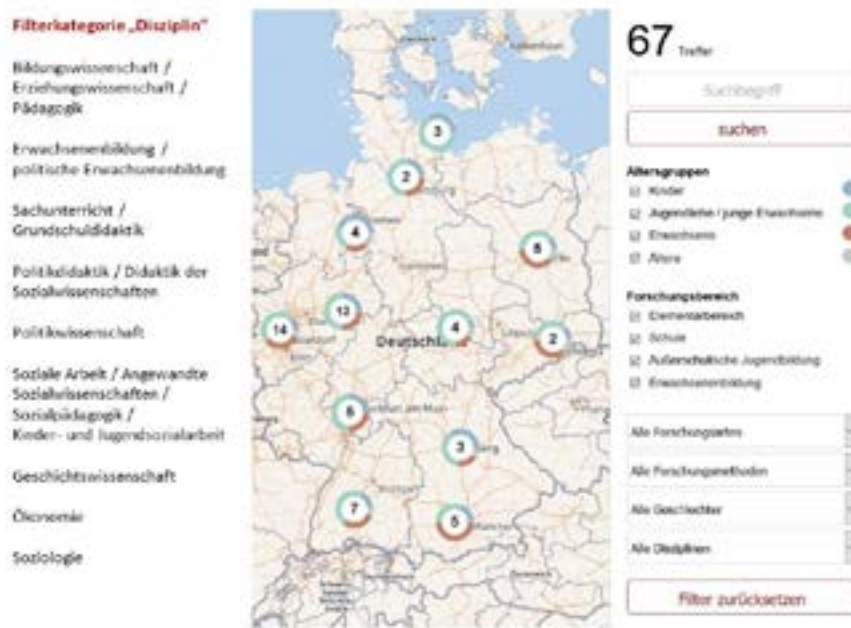 Filterkategorie „Disziplin“
Bildungswissenschaft /
Erziehungswissenschaft /
Pädagogik
Erwachsenenbildung /
politische Erwachsenenbildung
Sachunterricht /
Grundschuldidaktik
Politikdidaktik / Didaktik der
Sozialwissenschaften
Politikwissenschaft
Soziale Arbeit / Angewandte
Sozialwissenschaften /
Sozialpädagogik /
Kinder- und Jugendsozialarbeit
Geschichtswissenschaft
Ökonomie
Soziologie
3
2
4
6
14
13
4
Deutschl
2
6
3
7
5
67 Treffer
Suchbegriff
suchen
Altersgruppen
Kinder
Jugendliche / junge Erwachsene
Erwachsene
Ältere
Forschungsbereich
Elementarbereich
Schule
Außerschulische Jugendbildung
Erwachsenenbildung
Alle Forschungsarten
Alle Forschungsmethoden
Alle Geschlechter
Alle Disziplinen
Filter zurücksetzen